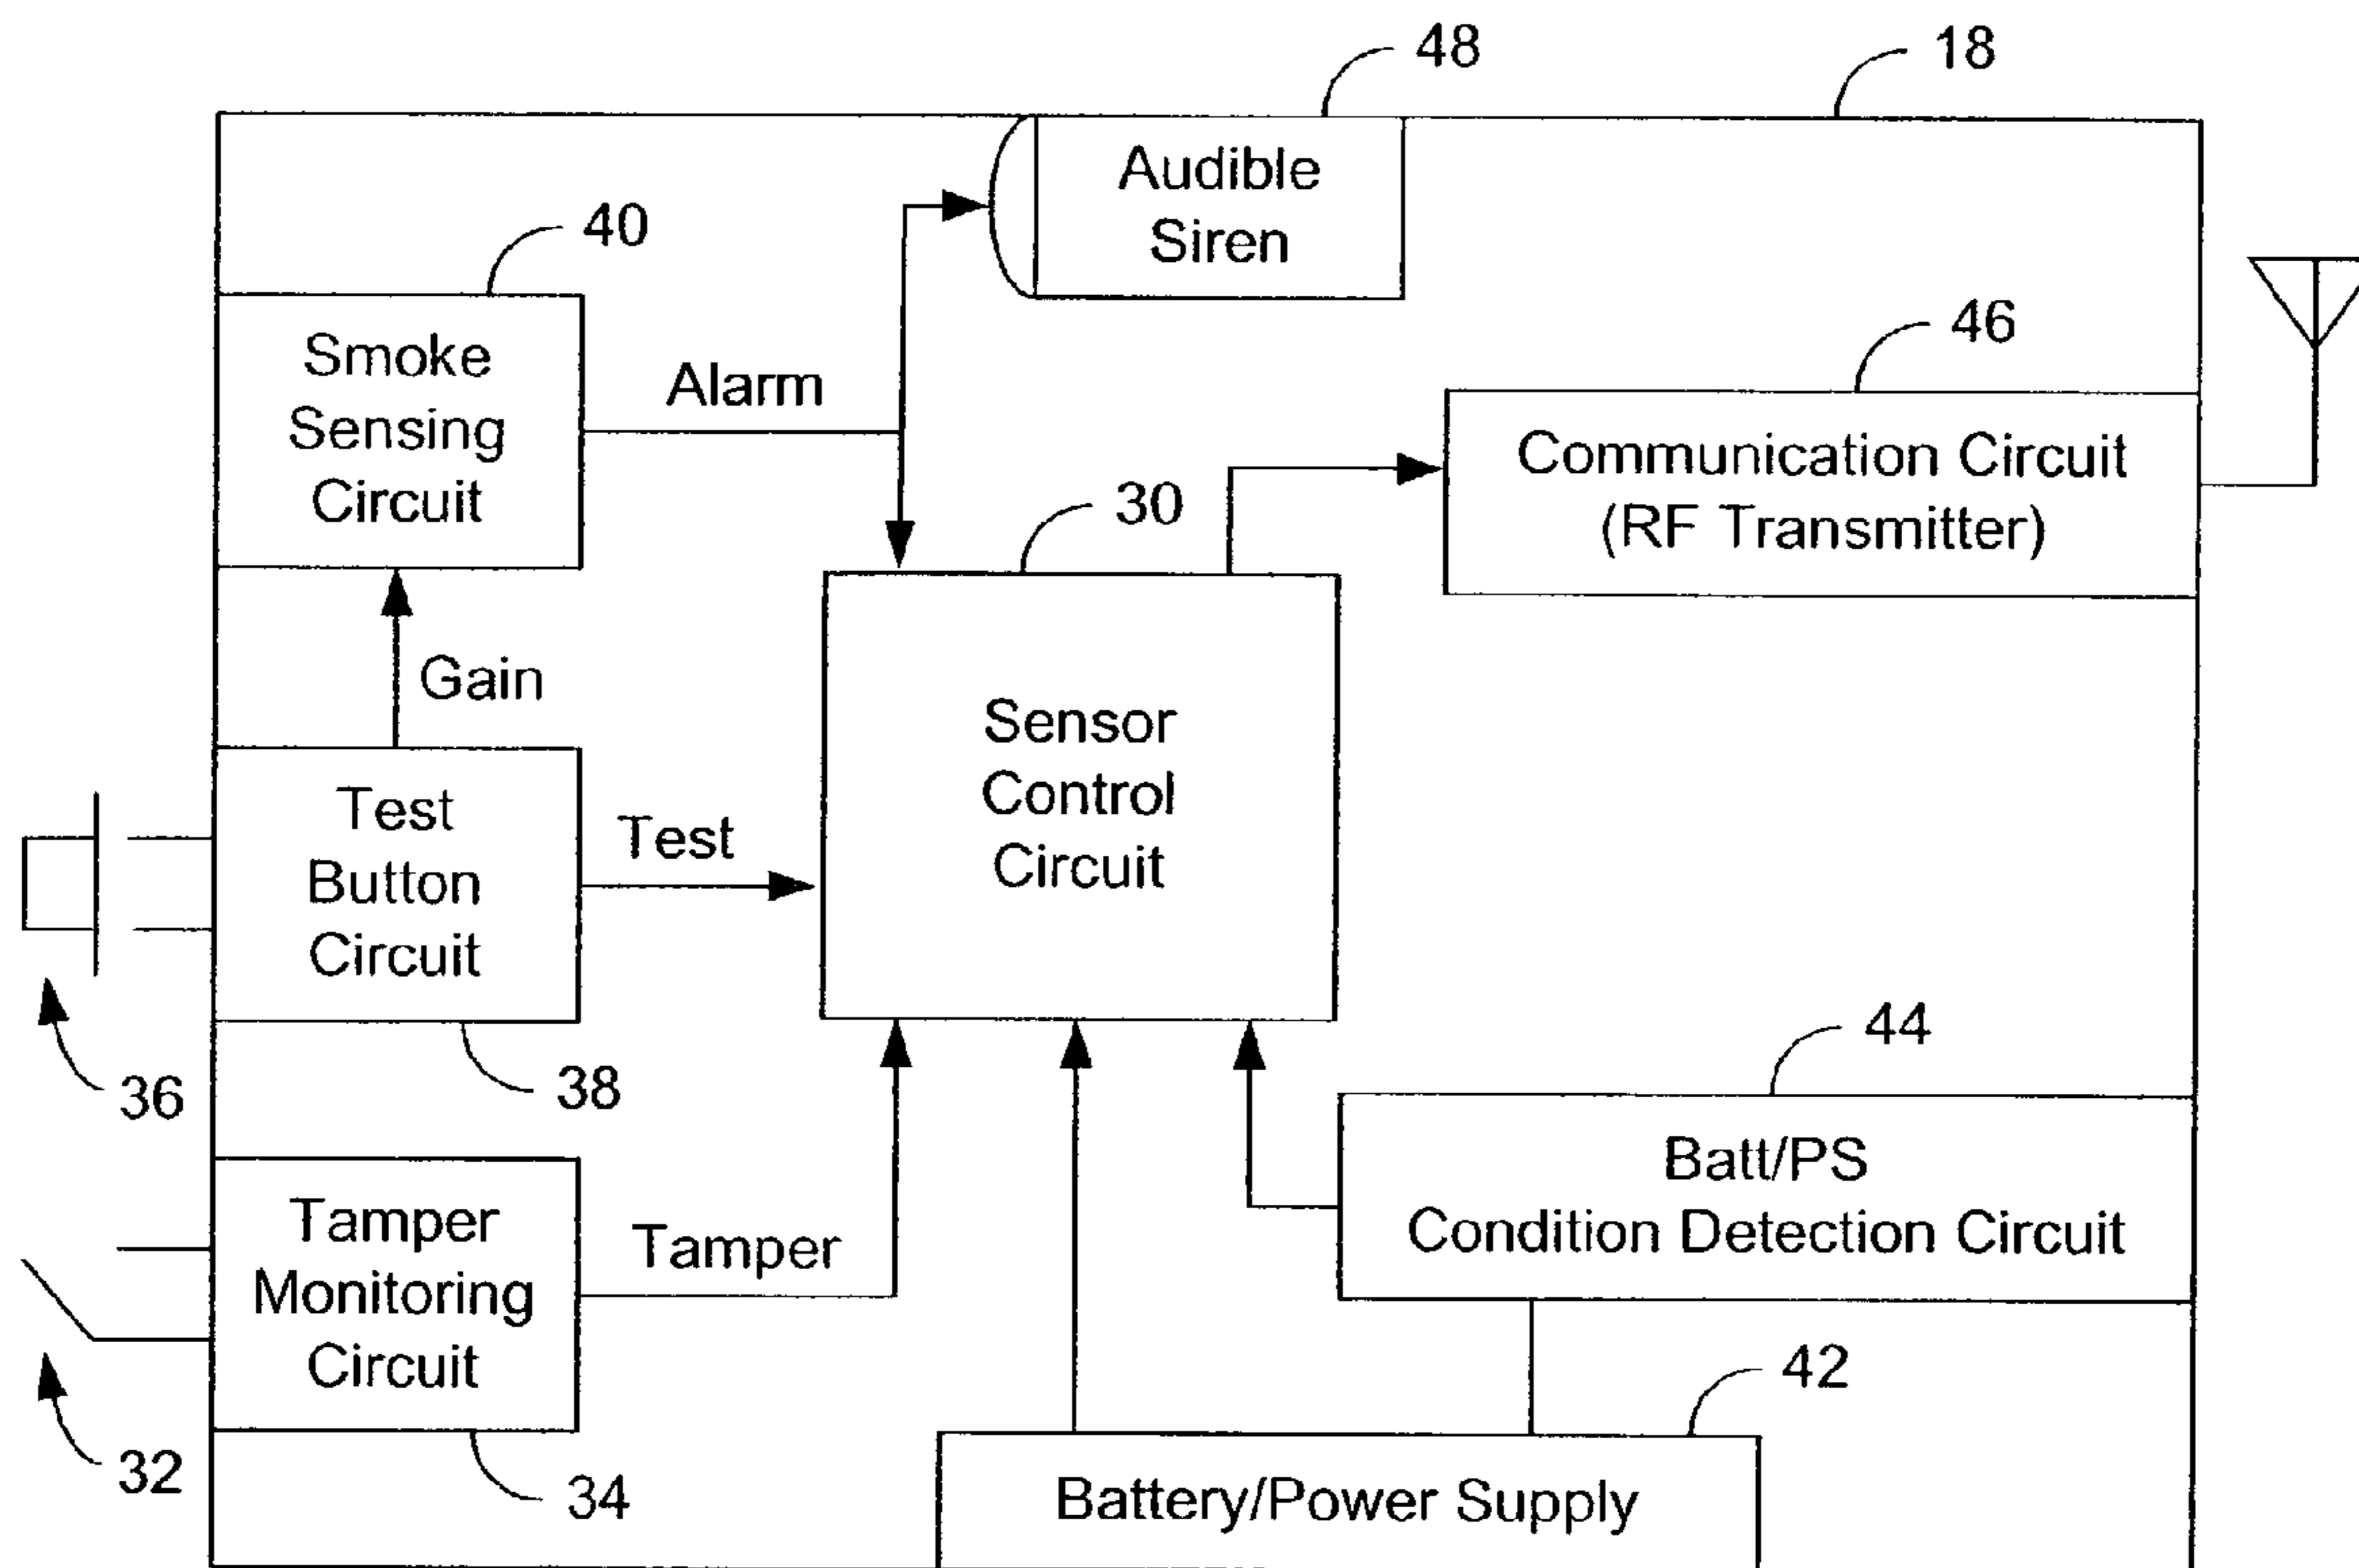 48
18
Audible
Siren
40
Smoke
Sensing
Circuit
Alarm
46
Communication Circuit
(RF Transmitter)
30
Gain
Sensor
Control
Circuit
Test
Button
Circuit
Test
36
38
44
Batt/PS
Condition Detection Circuit
Tamper
Monitoring
Circuit
Tamper
42
32
34
Battery/Power Supply